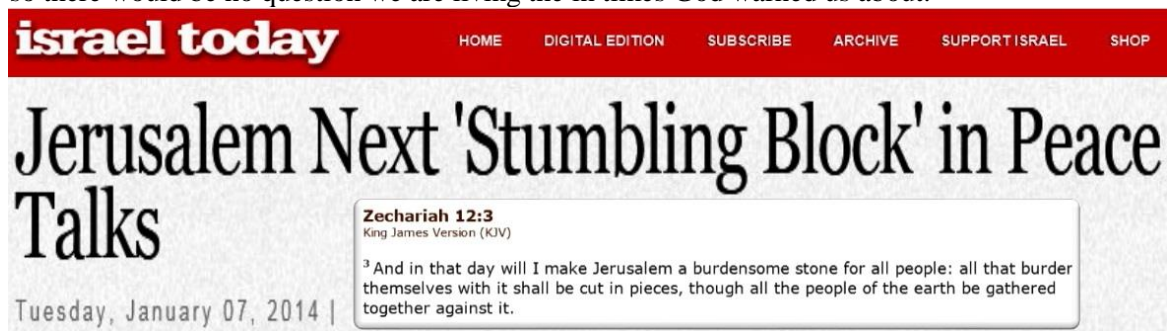 so there would be no question we are living the in times God warned us about.
israel today HOME DIGITAL EDITION SUBSCRIBE ARCHIVE SUPPORT ISRAEL SHOP
Jerusalem Next 'Stumbling Block' in Peace
Talks
Zechariah 12:3
King James Version (KJV)
3 And in that day will I make Jerusalem a burdensome stone for all people: all that burder
themselves with it shall be cut in pieces, though all the people of the earth be gathered
together against it.
Tuesday, January 07, 2014 |